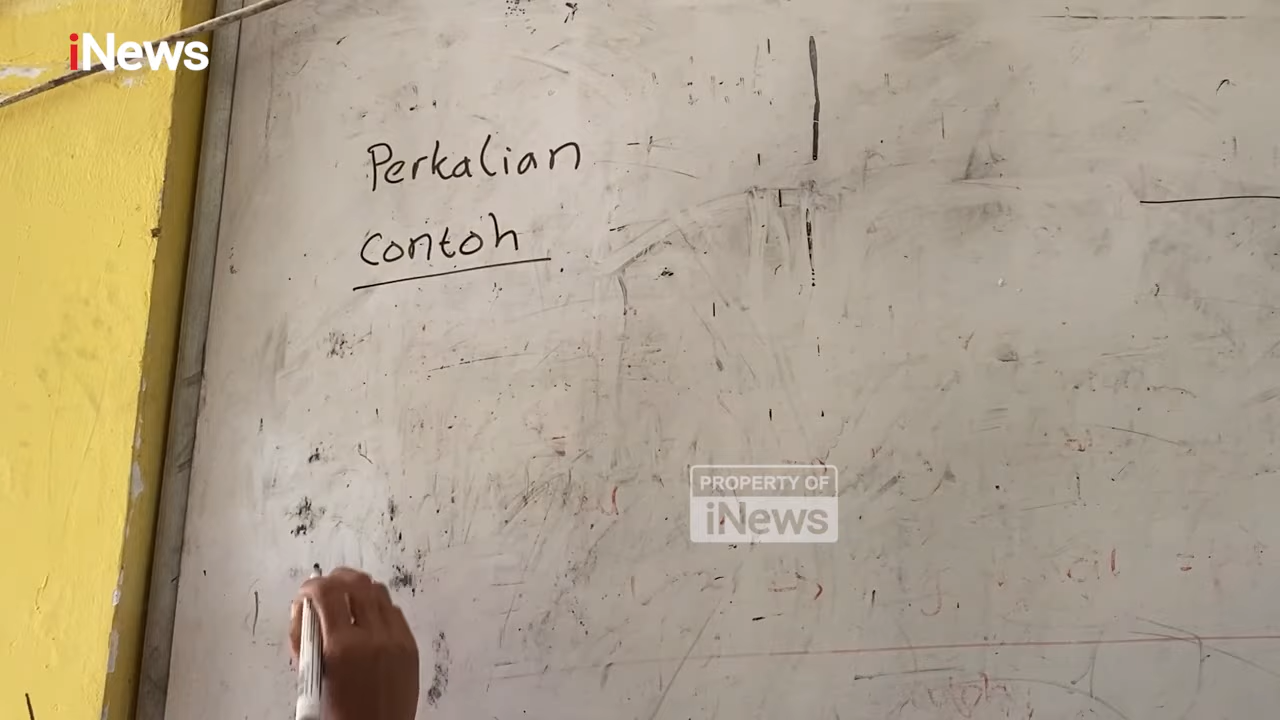 iNews
Perkalian
Contoh
PROPERTY OF
iNews